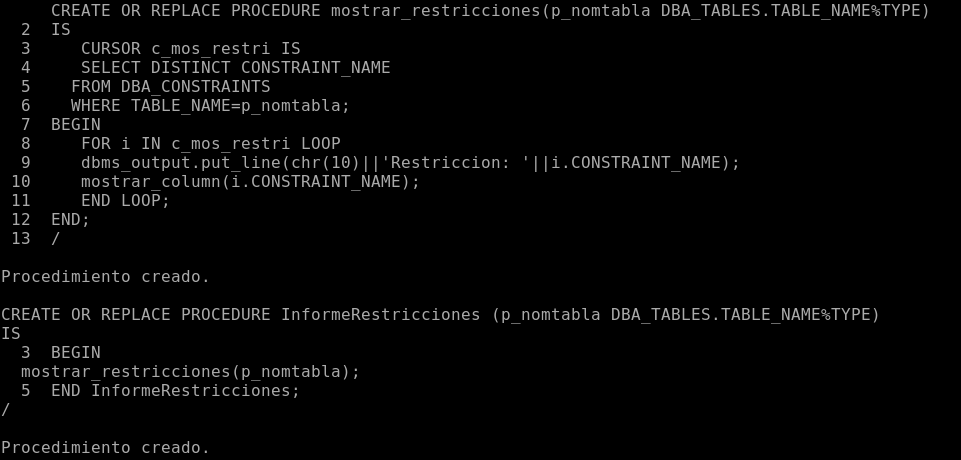 CREATE OR REPLACE PROCEDURE mostrar_restricciones(p_nomtabla DBA_TABLES.TABLE_NAME%TYPE)
2 IS
3 CURSOR c_mos_restri IS
4 SELECT DISTINCT CONSTRAINT_NAME
5 FROM DBA_CONSTRAINTS
6 WHERE TABLE_NAME=p_nomtabla;
7 BEGIN
8 FOR i IN c_mos_restri LOOP
9 dbms_output.put_line(chr(10)||'Restriccion: '||i.CONSTRAINT_NAME);
10 mostrar_column(i.CONSTRAINT_NAME);
11 END LOOP;
12 END;
13 /
Procedimiento creado.
CREATE OR REPLACE PROCEDURE InformeRestricciones (p_nomtabla DBA_TABLES.TABLE_NAME%TYPE)
IS
3 BEGIN
mostrar_restricciones(p_nomtabla);
5 END InformeRestricciones;
/
Procedimiento creado.